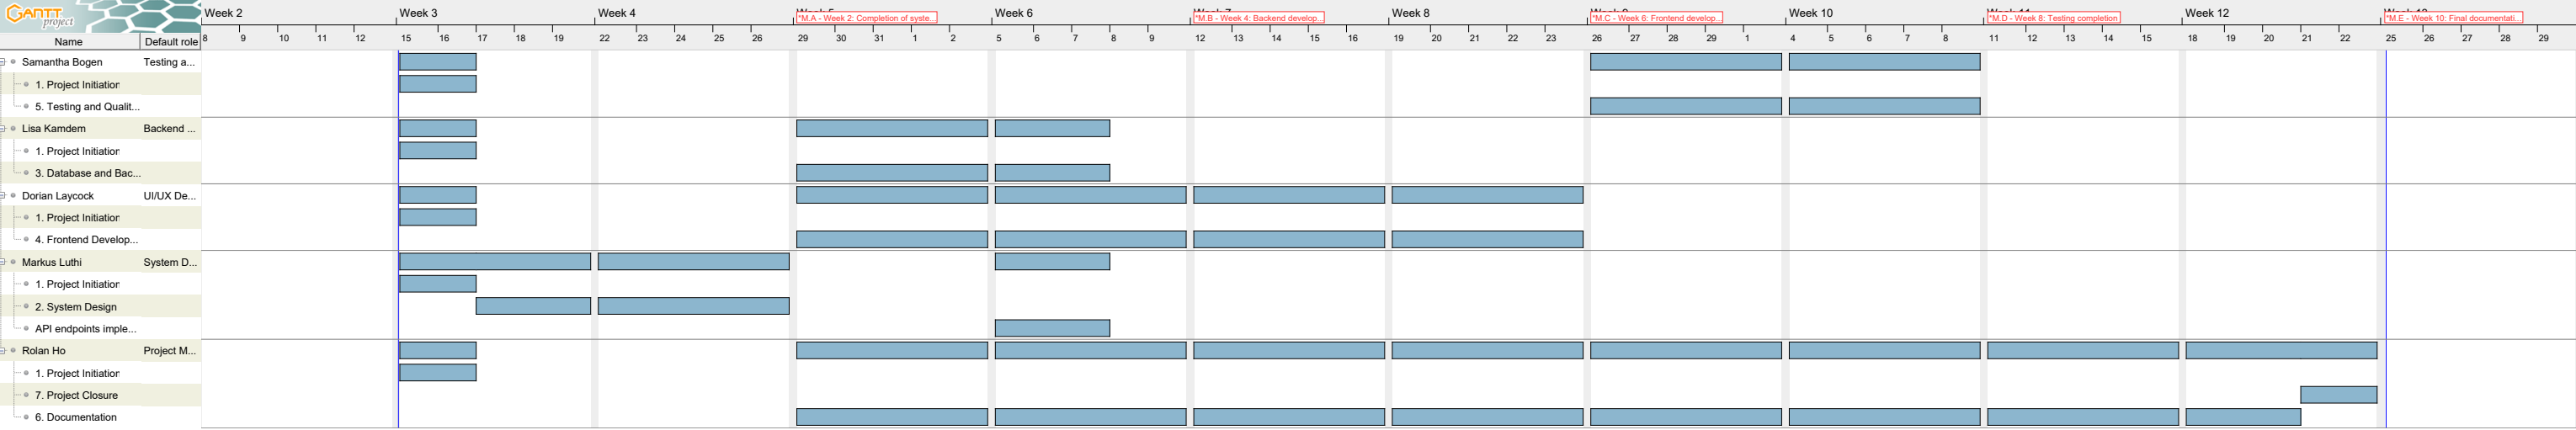 GANTT
project
Week 2 Week 3 Week 4 Week 6 Week 8 Week 10 Week 12
*M.A - Week 2: Completion of syste... *M.B - Week 4: Backend develop... *M.C - Week 6: Frontend develop... *M.D - Week 8: Testing completion *M.E - Week 10: Final documentati...
Name Default role 8 9 10 11 12 15 16 17 18 19 22 23 24 25 26 29 30 31 1 2 5 6 7 8 9 12 13 14 15 16 19 20 21 22 23 26 27 28 29 1 4 5 6 7 8 11 12 13 14 15 18 19 20 21 22 25 26 27 28 29
Samantha Bogen Testing a...
1. Project Initiation
5. Testing and Qualit...
Lisa Kamdem Backend ...
1. Project Initiation
3. Database and Bac...
Dorian Laycock UI/UX De...
1. Project Initiation
4. Frontend Develop...
Markus Luthi System D...
1. Project Initiation
2. System Design
API endpoints imple...
Rolan Ho Project M...
1. Project Initiation
7. Project Closure
6. Documentation